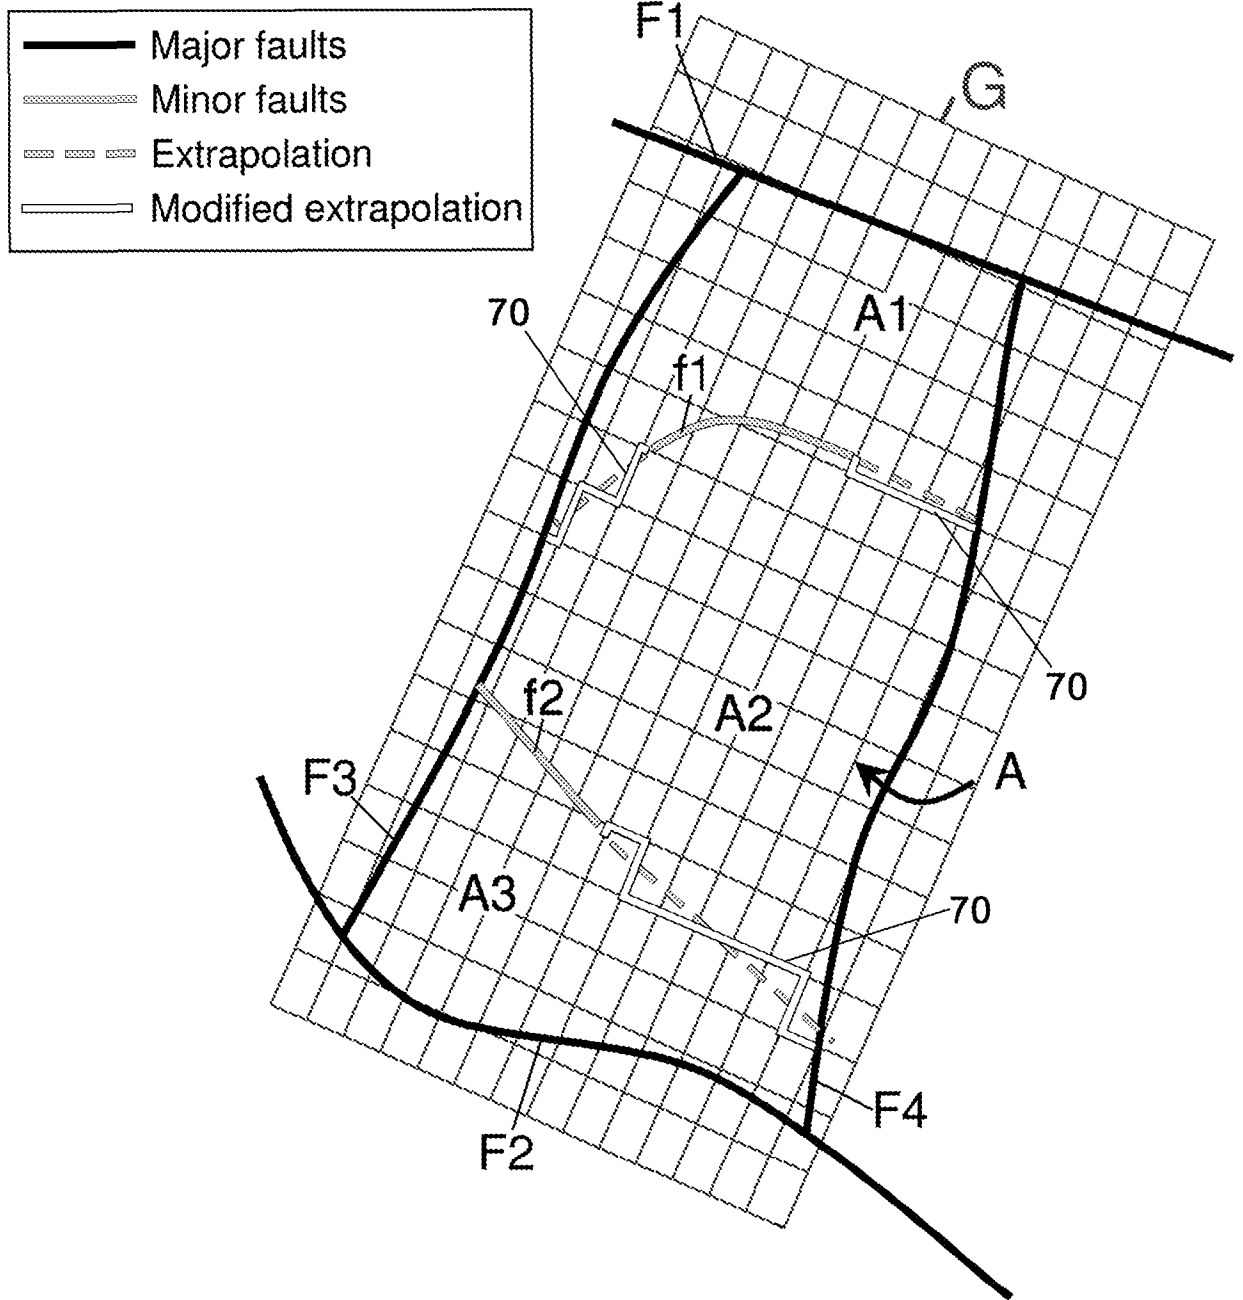 Major faults
Minor faults
Extrapolation
Modified extrapolation
F1
G
A1
70
f1
70
f2
A2
F3
A
A3
70
F4
F2